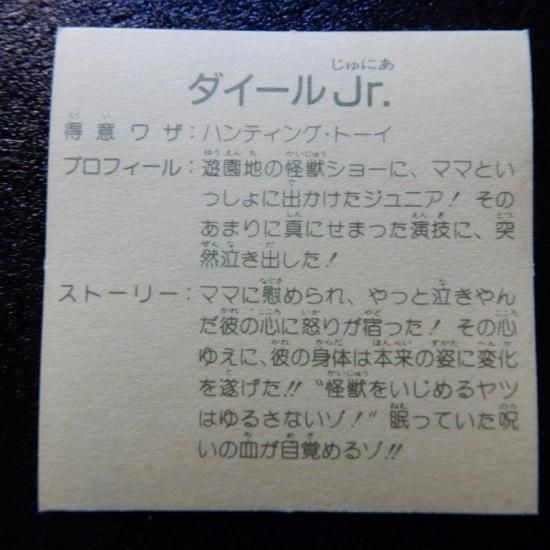 ダイールJr.
得意ワザ：ハンティング・トーイ
プロフィール：遊園地の怪獣ショーに、ママとい
っしょに出かけたジュニア！ その
あまりに真にせまった演技に、突
然泣き出した！
ストーリー：ママに慰められ、やっと泣きやん
だ彼の心に怒りが宿った！ その心
ゆえに、彼の身体は本来の姿に変化
を遂げた!! “怪獣をいじめるヤツ
はゆるさないゾ！” 眠っていた呪
いの血が目覚めるゾ!!